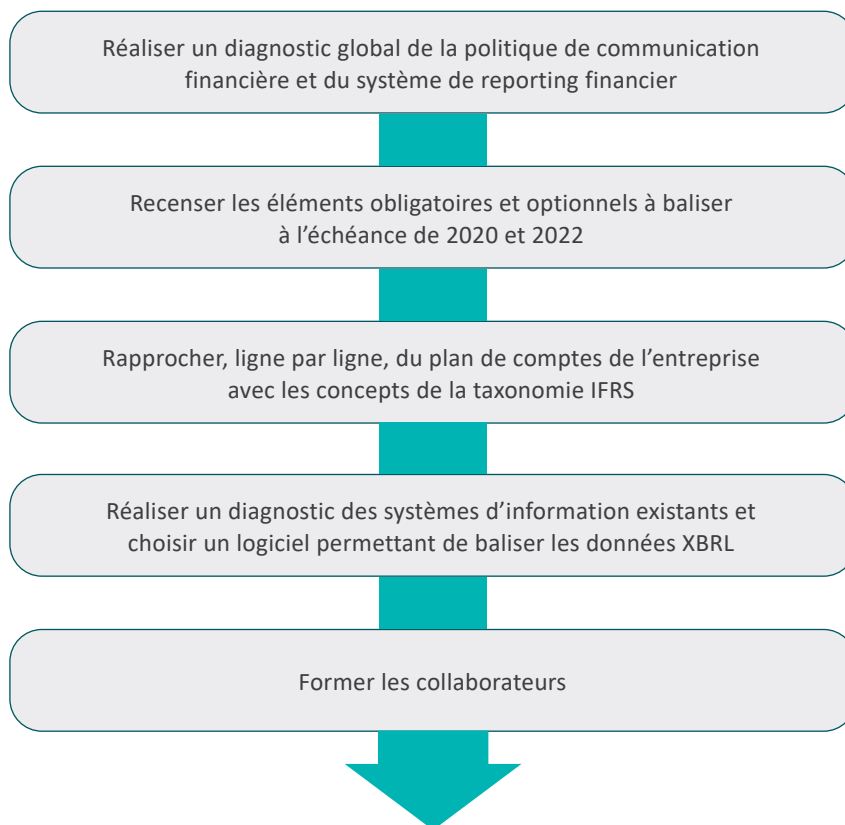 Réaliser un diagnostic global de la politique de communication
financière et du système de reporting financier
Recenser les éléments obligatoires et optionnels à baliser
à l’échéance de 2020 et 2022
Rapprocher, ligne par ligne, du plan de comptes de l’entreprise
avec les concepts de la taxonomie IFRS
Réaliser un diagnostic des systèmes d’information existants et
choisir un logiciel permettant de baliser les données XBRL
Former les collaborateurs